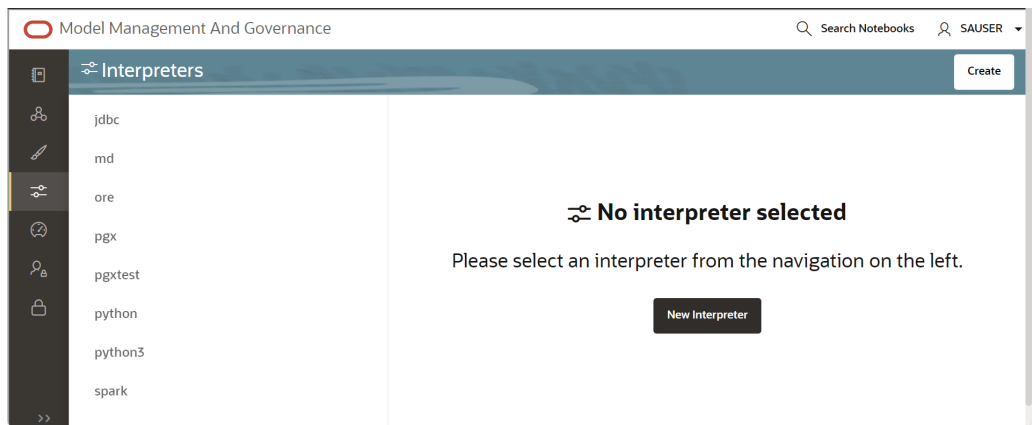 Model Management And Governance
Search Notebooks
SAUSER
Interpreters
Create
jdbc
md
ore
pgx
pgxtest
python
python3
spark
No interpreter selected
Please select an interpreter from the navigation on the left.
New Interpreter
>>